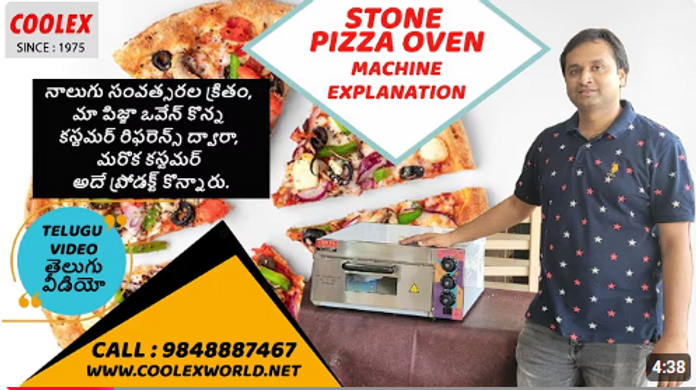 COOLEX
SINCE : 1975
STONE
PIZZA OVEN
MACHINE
EXPLANATION
నాలుగు సంవత్సరల క్రితం,
మా పిజ్జా ఒవేన్ కొన్న
కస్టమర్ రిఫరెన్స్ ద్వారా,
మరొక కస్టమర్
అదే ప్రోడక్ట్ కొన్నారు.
TELUGU
VIDEO
తెలుగు
వీడియో
CALL : 9848887467
WWW.COOLEXWORLD.NET
4:38